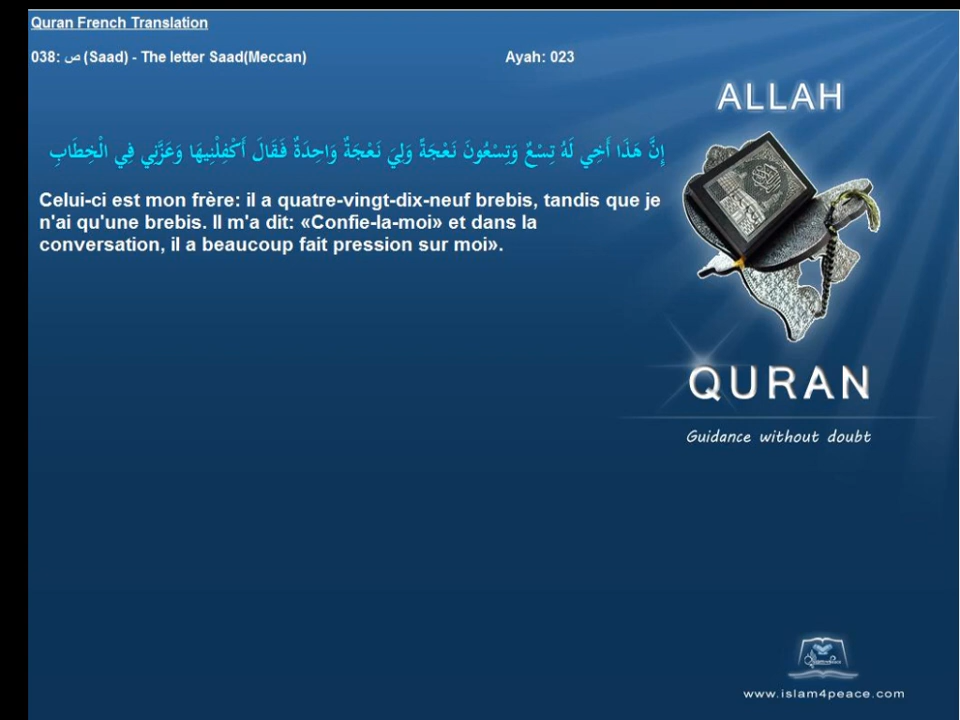 Quran French Translation
038: ص (Saad) - The letter Saad(Meccan) Ayah: 023
ALLAH
إِنَّ هَذَا أَخِي لَهُ تِسْعٌ وَتِسْعُونَ نَعْجَةً وَلِيَ نَعْجَةٌ وَاحِدَةٌ فَقَالَ أَكْفِلْنِيهَا وَعَزَّنِي فِي الْخِطَابِ
Celui-ci est mon frère: il a quatre-vingt-dix-neuf brebis, tandis que je
n'ai qu'une brebis. Il m'a dit: «Confie-la-moi» et dans la
conversation, il a beaucoup fait pression sur moi».
QURAN
Guidance without doubt
www.islam4peace.com